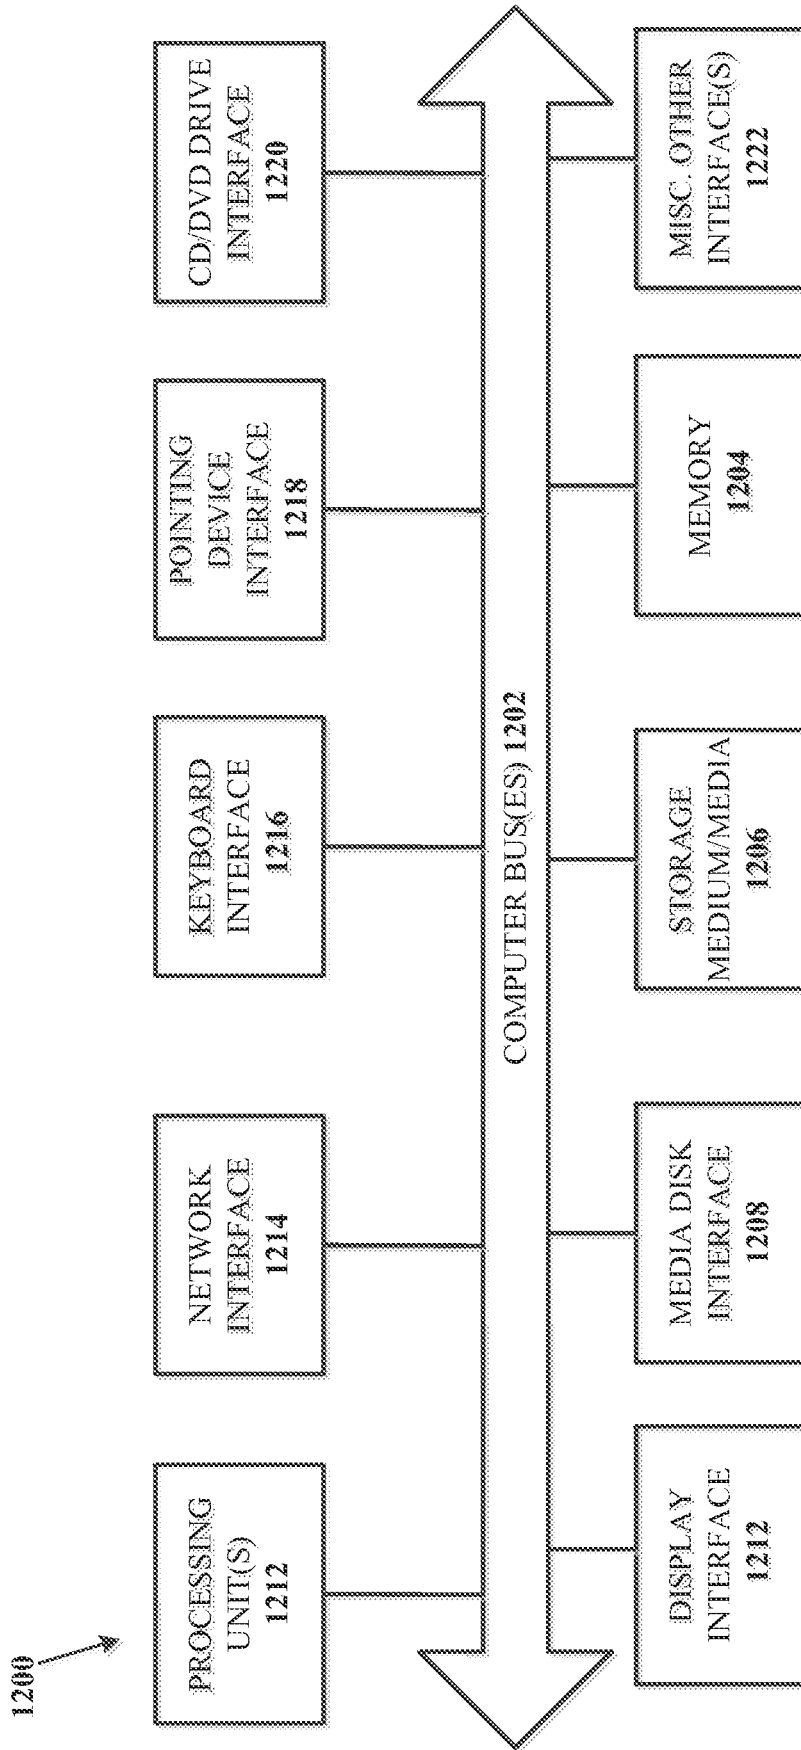 1200
PROCESSING
UNIT(S)
1212
NETWORK
INTERFACE
1214
KEYBOARD
INTERFACE
1216
POINTING
DEVICE
INTERFACE
1218
CD/DVD DRIVE
INTERFACE
1220
COMPUTER BUS(ES) 1202
DISPLAY
INTERFACE
1212
MEDIA DISK
INTERFACE
1208
STORAGE
MEDIUM/MEDIA
1206
MEMORY
1204
MISC. OTHER
INTERFACE(S)
1222